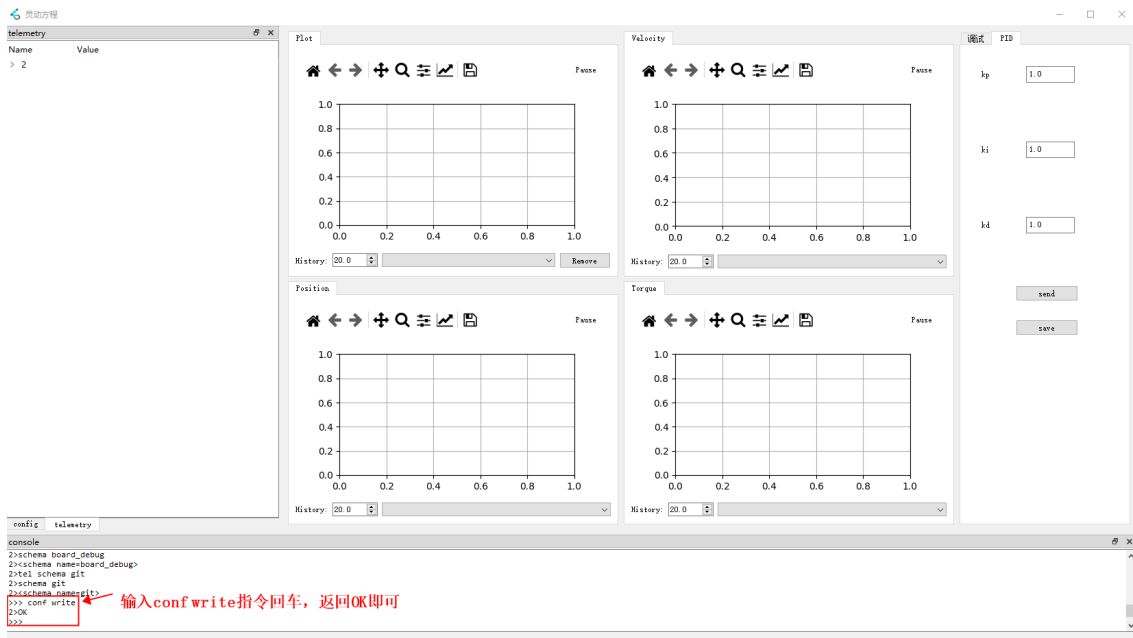 灵动方程
telemetry
Name Value
2
Plot
Pause
1.0
0.8
0.6
0.4
0.2
0.0
0.0 0.2 0.4 0.6 0.8 1.0
History: 20.0 Remove
Velocity
Pause
1.0
0.8
0.6
0.4
0.2
0.0
0.0 0.2 0.4 0.6 0.8 1.0
History: 20.0
Position
Pause
1.0
0.8
0.6
0.4
0.2
0.0
0.0 0.2 0.4 0.6 0.8 1.0
History: 20.0
Torque
Pause
1.0
0.8
0.6
0.4
0.2
0.0
0.0 0.2 0.4 0.6 0.8 1.0
History: 20.0
调试 PID
kp 1.0
ki 1.0
kd 1.0
send
save
config telemetry
console
2>schema board_debug
2><schema name=board_debug>
2>tel schema git
2>schema git
2><schema name=git>
>>> conf write
2>OK
>>>
输入conf write指令回车，返回OK即可